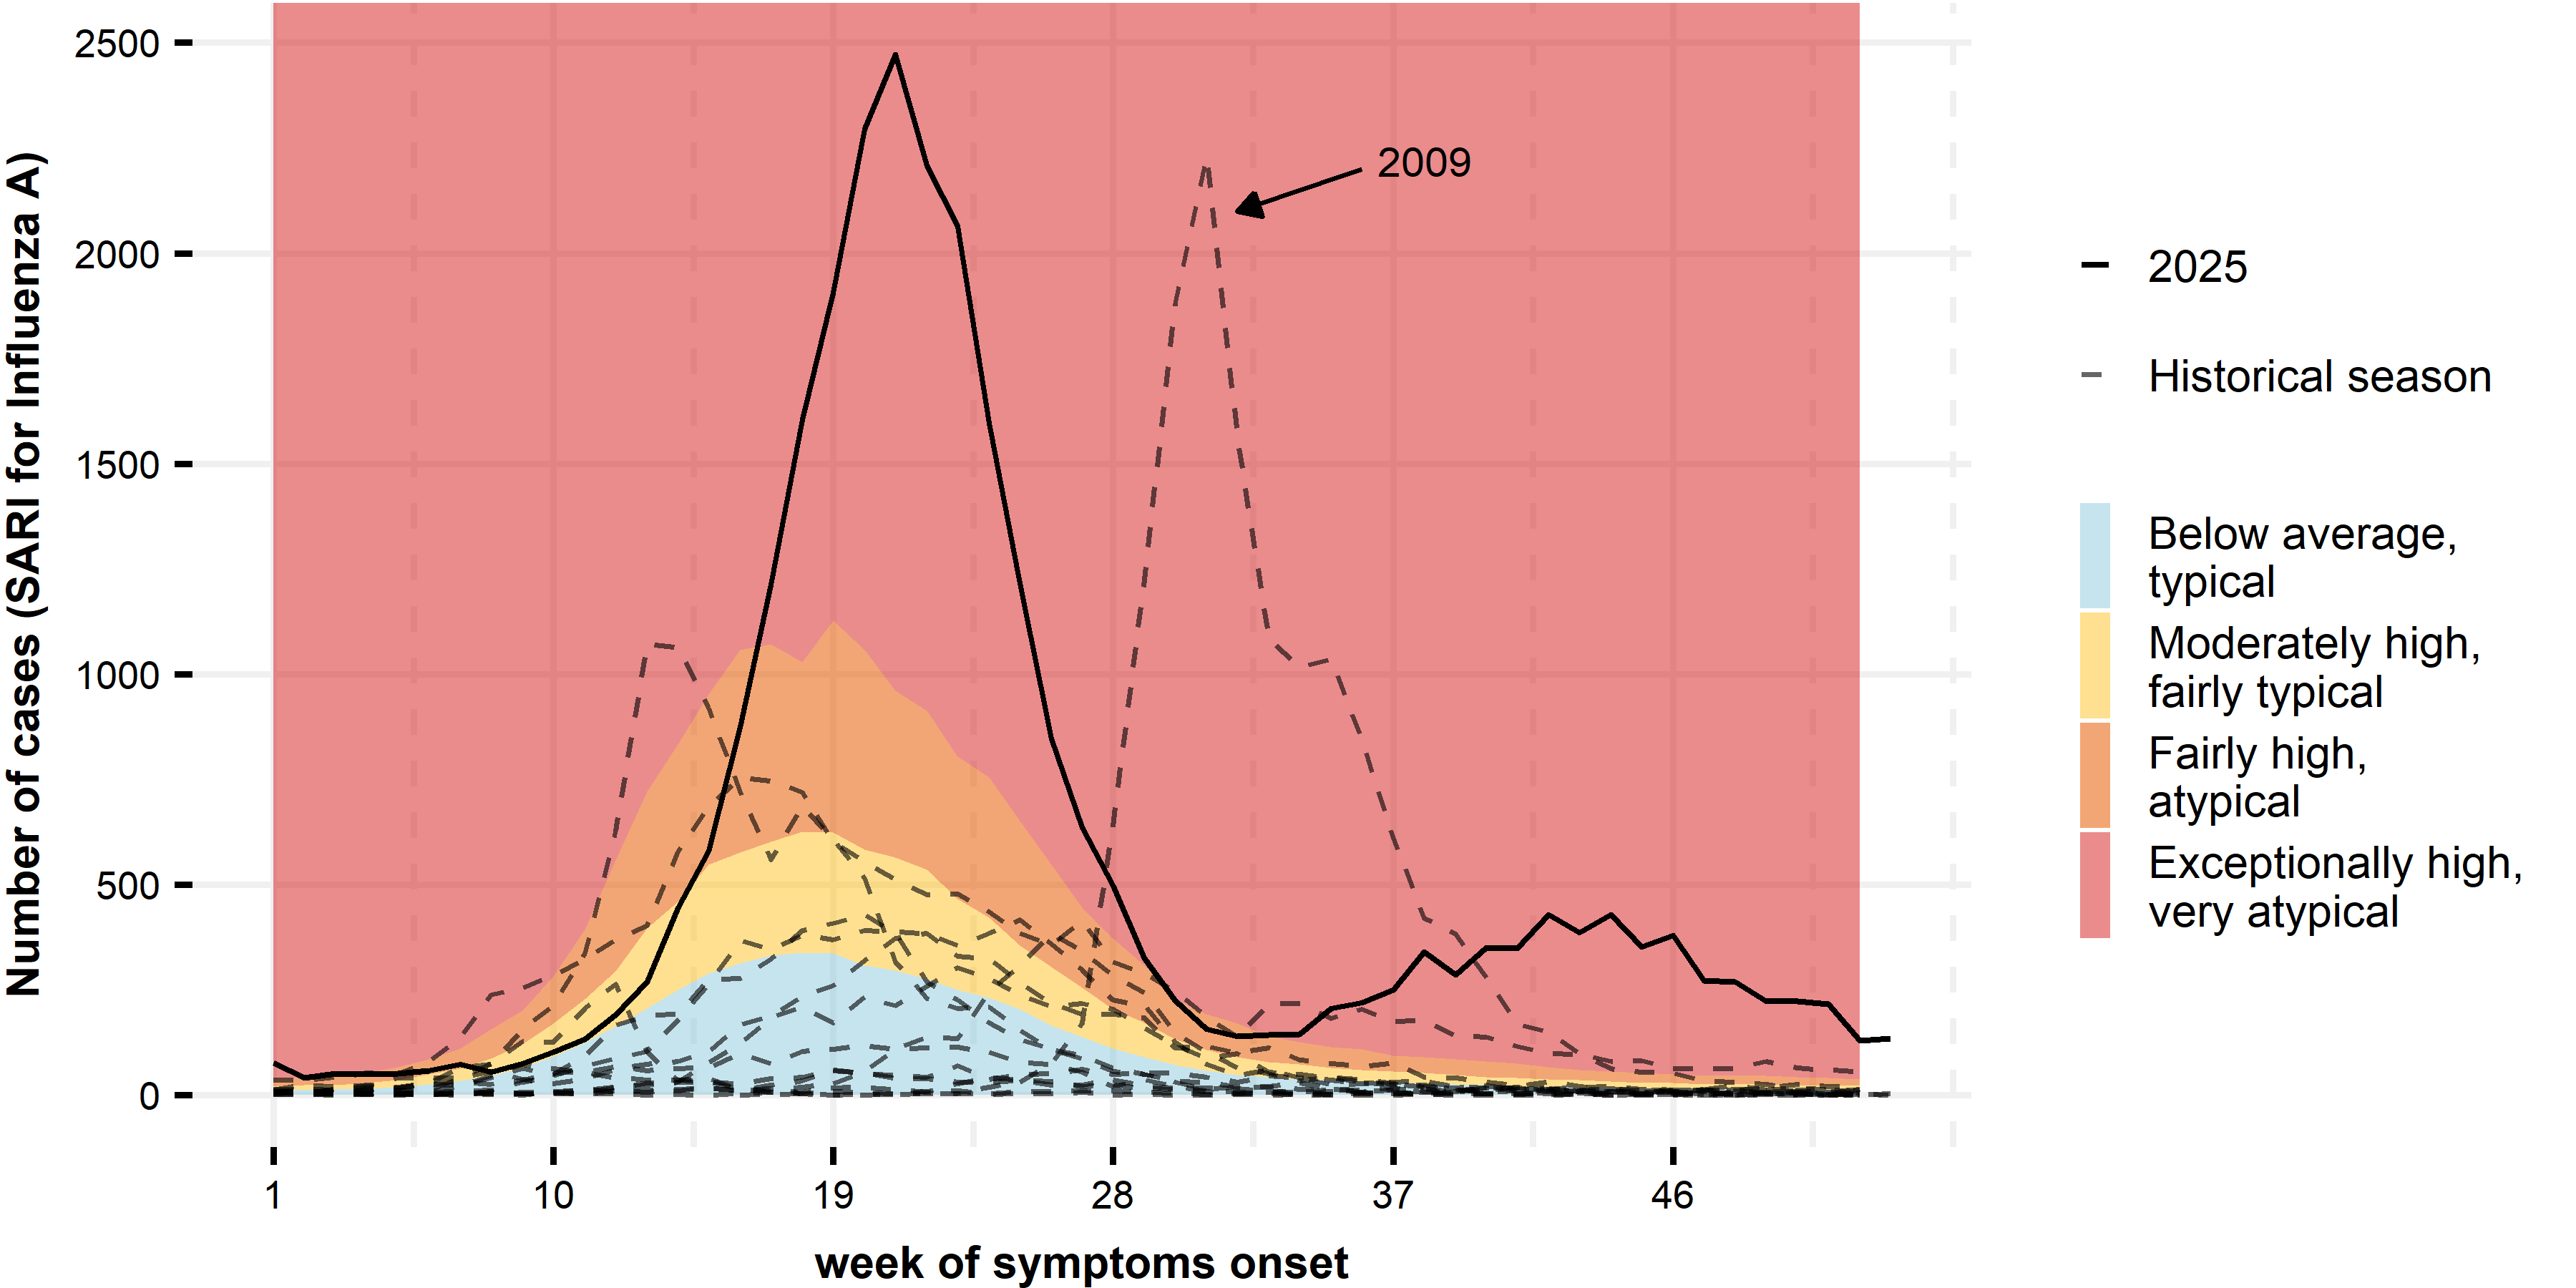 Number of cases (SARI for Influenza A)
2500
2000
1500
1000
500
0
2009
1
10
19
28
37
46
week of symptoms onset
2025
Historical season
Below average,
typical
Moderately high,
fairly typical
Fairly high,
atypical
Exceptionally high,
very atypical